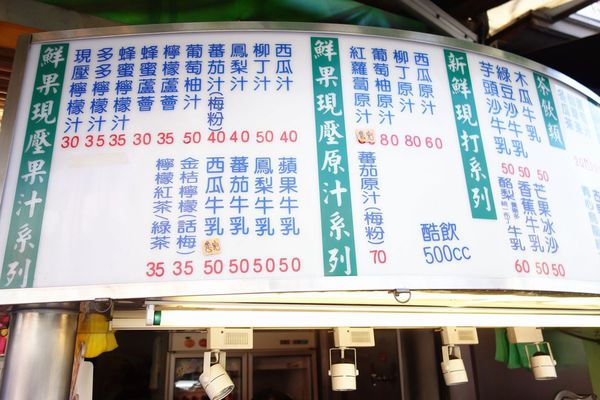 鮮果現壓果汁系列
現壓檸檬汁 30
多多檸檬汁 35
蜂蜜檸檬汁 35
蜂蜜蘆薈 30
檸檬蘆薈 35
葡萄柚汁 50
蕃茄汁(梅粉) 40
鳳梨汁 40
柳丁汁 50
西瓜汁 40
檸檬紅茶/綠茶 35
金桔檸檬(話梅) 35
西瓜牛乳 50
蕃茄牛乳 50
鳳梨牛乳 50
蘋果牛乳 50
鮮果現壓原汁系列
紅蘿蔔原汁
葡萄柚原汁 80
柳丁原汁 80
西瓜原汁 60
蕃茄原汁(梅粉) 70
酷飲
500cc
新鮮現打系列
芋頭沙牛乳 50
綠豆沙牛乳 50
木瓜牛乳 50
酪梨牛乳 60
香蕉牛乳 50
芒果冰沙 50
茶飲類